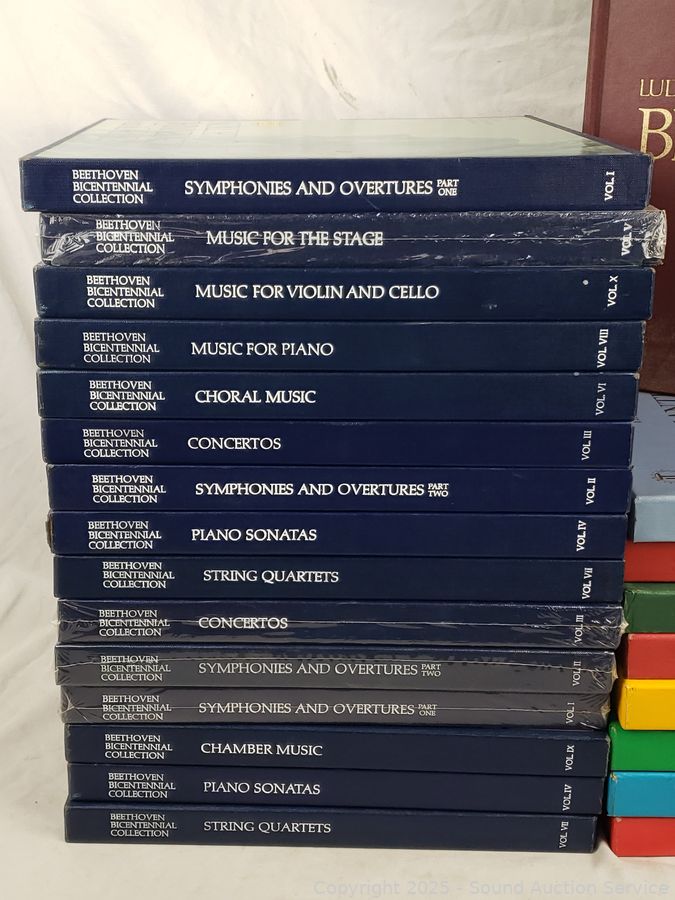 LUD
B
BEETHOVEN
BICENTENNIAL
COLLECTION
SYMPHONIES AND OVERTURES PART ONE
VOL. I
BEETHOVEN
BICENTENNIAL
COLLECTION
MUSIC FOR THE STAGE
VOL. V
BEETHOVEN
BICENTENNIAL
COLLECTION
MUSIC FOR VIOLIN AND CELLO
VOL. X
BEETHOVEN
BICENTENNIAL
COLLECTION
MUSIC FOR PIANO
VOL. VIII
BEETHOVEN
BICENTENNIAL
COLLECTION
CHORAL MUSIC
VOL. VI
BEETHOVEN
BICENTENNIAL
COLLECTION
CONCERTOS
VOL. III
BEETHOVEN
BICENTENNIAL
COLLECTION
SYMPHONIES AND OVERTURES PART TWO
VOL. II
BEETHOVEN
BICENTENNIAL
COLLECTION
PIANO SONATAS
VOL. IV
BEETHOVEN
BICENTENNIAL
COLLECTION
STRING QUARTETS
VOL. VII
BEETHOVEN
BICENTENNIAL
COLLECTION
CONCERTOS
VOL. III
BEETHOVEN
BICENTENNIAL
COLLECTION
SYMPHONIES AND OVERTURES PART TWO
VOL. II
BEETHOVEN
BICENTENNIAL
COLLECTION
SYMPHONIES AND OVERTURES PART ONE
VOL. I
BEETHOVEN
BICENTENNIAL
COLLECTION
CHAMBER MUSIC
VOL. IX
BEETHOVEN
BICENTENNIAL
COLLECTION
PIANO SONATAS
VOL. IV
BEETHOVEN
BICENTENNIAL
COLLECTION
STRING QUARTETS
VOL. VII
Copyright 2025 - Sound Auction Service